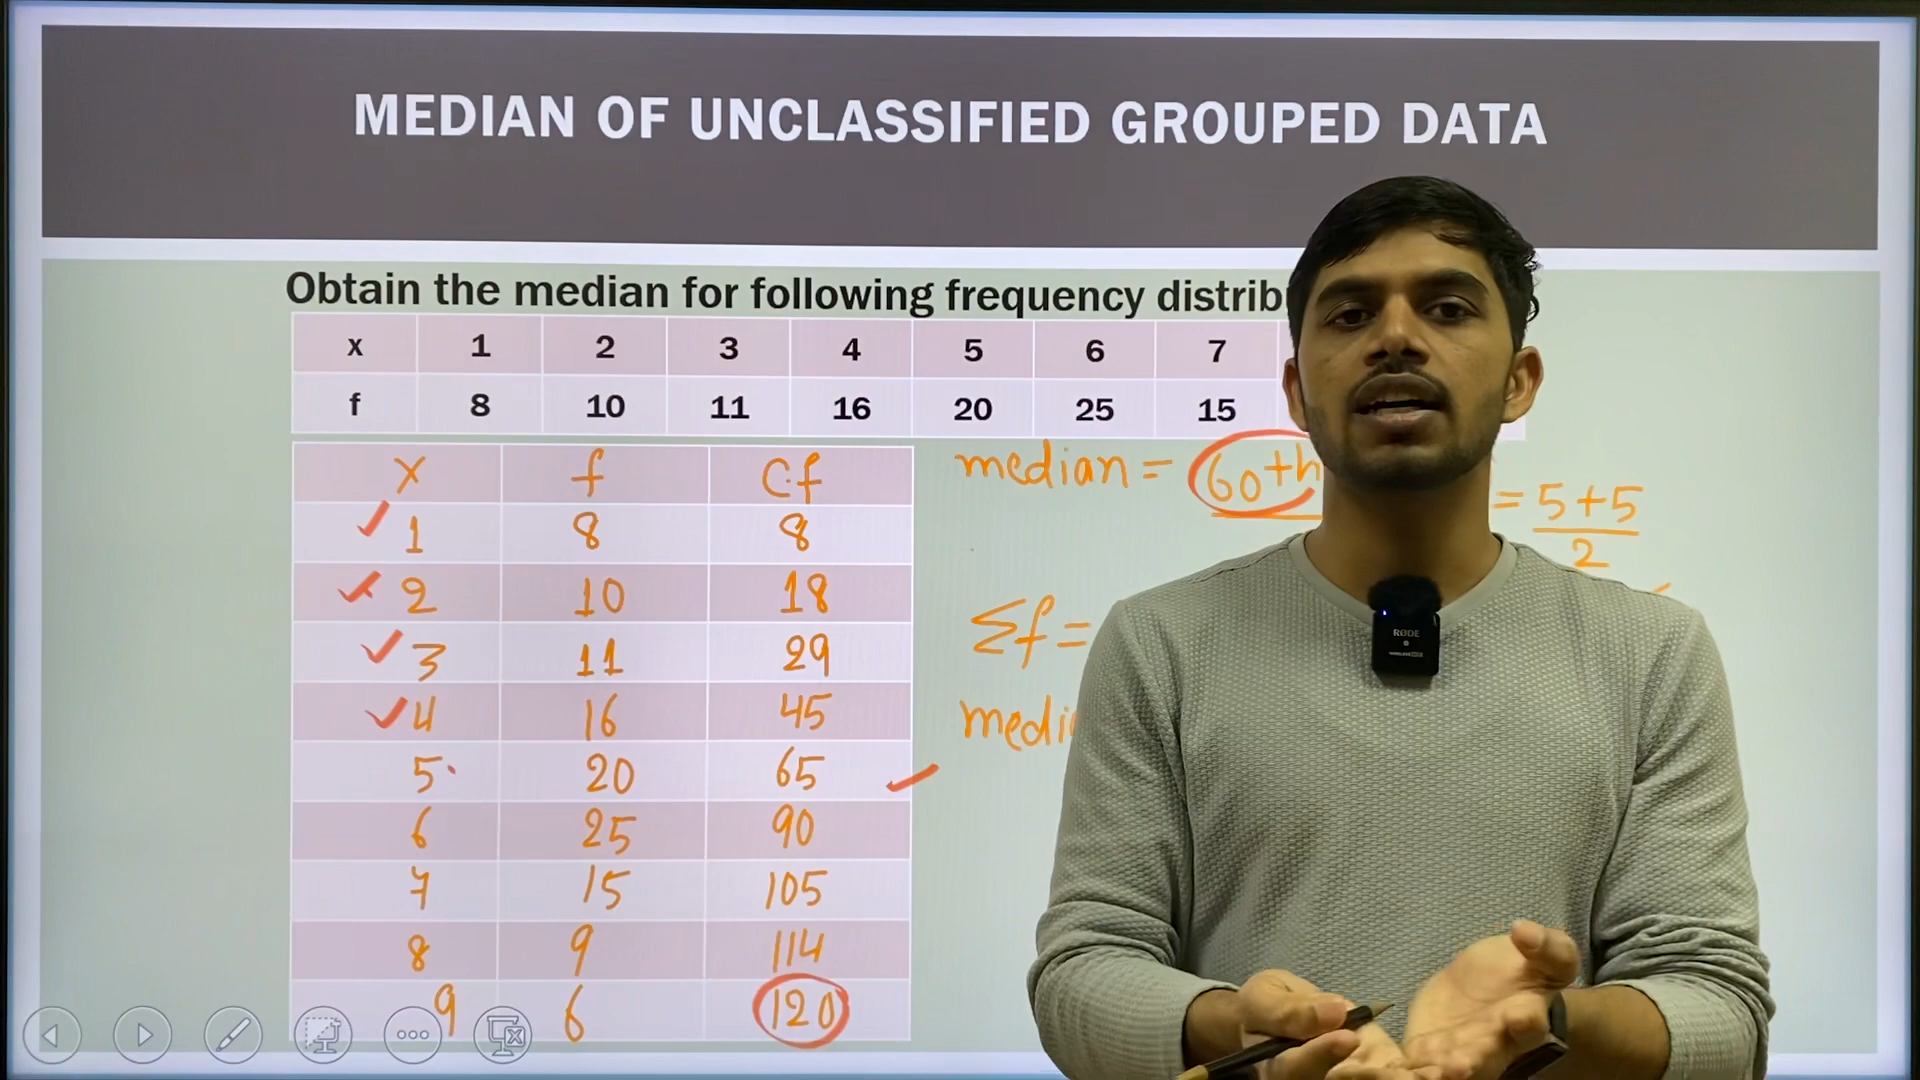 MEDIAN OF UNCLASSIFIED GROUPED DATA
Obtain the median for following frequency
x 1 2 3 4 5 6 7
f 8 10 11 16 20 25 15
X f C.f
1 8 8
2 10 18
3 11 29
4 16 45
5 20 65
6 25 90
7 15 105
8 9 114
9 6 120
median = 60th
= 5+5
2
Σf =
RØDE